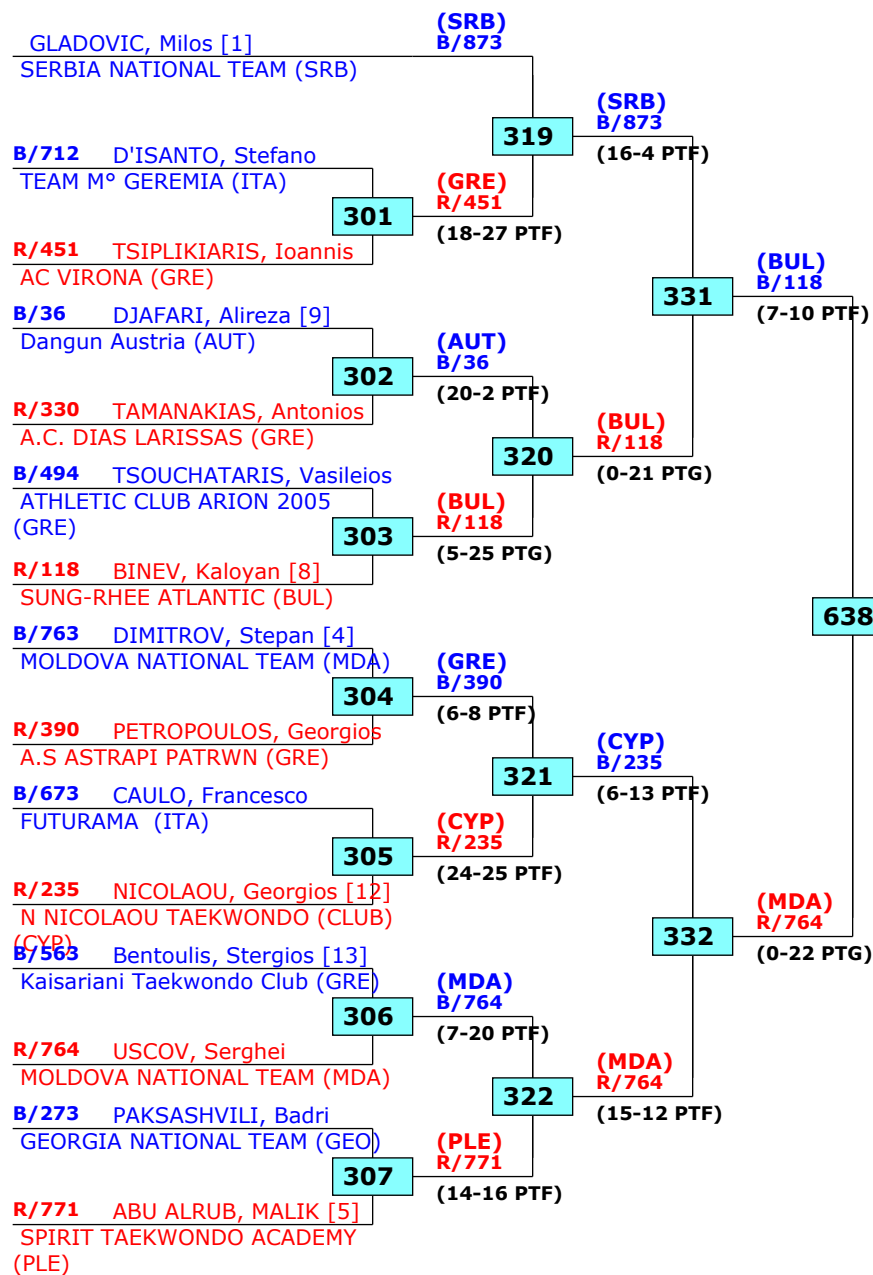 GLADOVIC, Milos [1]
SERBIA NATIONAL TEAM (SRB)
B/712 D'ISANTO, Stefano
TEAM M° GEREMIA (ITA)
301
R/451 TSIPLIKIARIS, Ioannis
AC VIRONA (GRE)
B/36 DJAFARI, Alireza [9]
Dangun Austria (AUT)
302
R/330 TAMANAKIAS, Antonios
A.C. DIAS LARISSAS (GRE)
B/494 TSOUCHATARIS, Vasileios
ATHLETIC CLUB ARION 2005
(GRE)
303
R/118 BINEV, Kaloyan [8]
SUNG-RHEE ATLANTIC (BUL)
B/763 DIMITROV, Stepan [4]
MOLDOVA NATIONAL TEAM (MDA)
304
R/390 PETROPOULOS, Georgios
A.S ASTRAPI PATRWN (GRE)
B/673 CAULO, Francesco
FUTURAMA (ITA)
305
R/235 NICOLAOU, Georgios [12]
N NICOLAOU TAEKWONDO (CLUB)
(CYP)
B/563 Bentoulis, Stergios [13]
Kaisariani Taekwondo Club (GRE)
306
R/764 USCOV, Serghei
MOLDOVA NATIONAL TEAM (MDA)
B/273 PAKSASHVILI, Badri
GEORGIA NATIONAL TEAM (GEO)
307
R/771 ABU ALRUB, MALIK [5]
SPIRIT TAEKWONDO ACADEMY
(PLE)
(SRB)
B/873
319
(GRE)
R/451
(18-27 PTF)
(AUT)
B/36
(20-2 PTF)
320
(BUL)
R/118
(5-25 PTG)
(GRE)
B/390
(6-8 PTF)
321
(CYP)
R/235
(24-25 PTF)
(MDA)
B/764
(7-20 PTF)
322
(PLE)
R/771
(14-16 PTF)
(SRB)
B/873
(16-4 PTF)
331
(BUL)
R/118
(0-21 PTG)
(CYP)
B/235
(6-13 PTF)
332
(MDA)
R/764
(15-12 PTF)
(BUL)
B/118
(7-10 PTF)
638
(MDA)
R/764
(0-22 PTG)